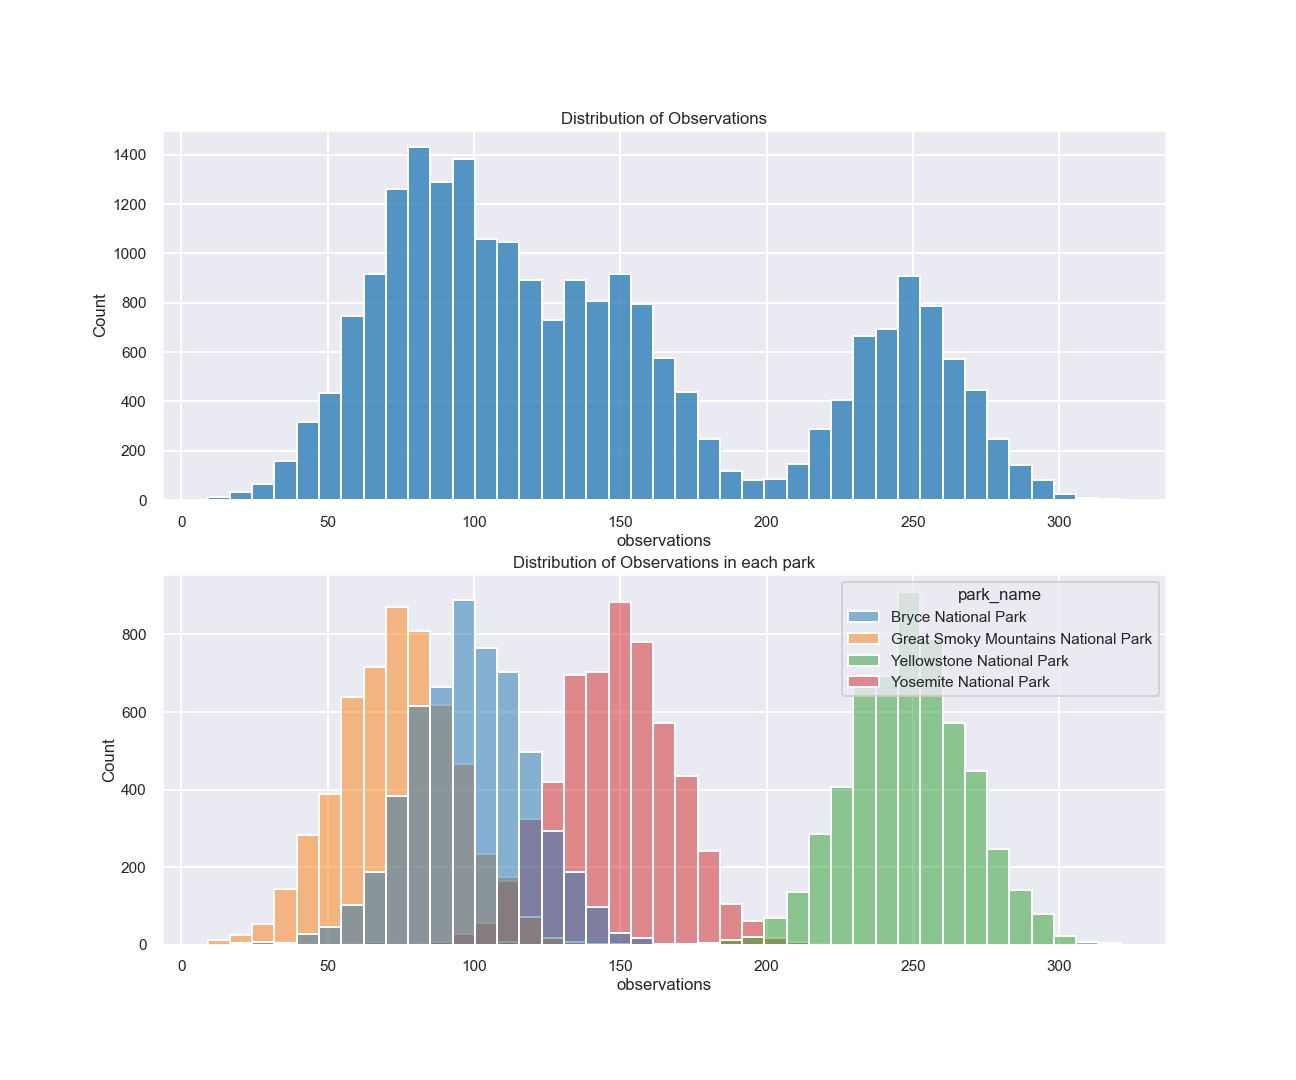 Distribution of Observations
1400
1200
1000
800
600
400
200
0
Count
0 50 100 150 200 250 300
observations
Distribution of Observations in each park
park_name
Bryce National Park
Great Smoky Mountains National Park
Yellowstone National Park
Yosemite National Park
800
600
400
200
0
Count
0 50 100 150 200 250 300
observations